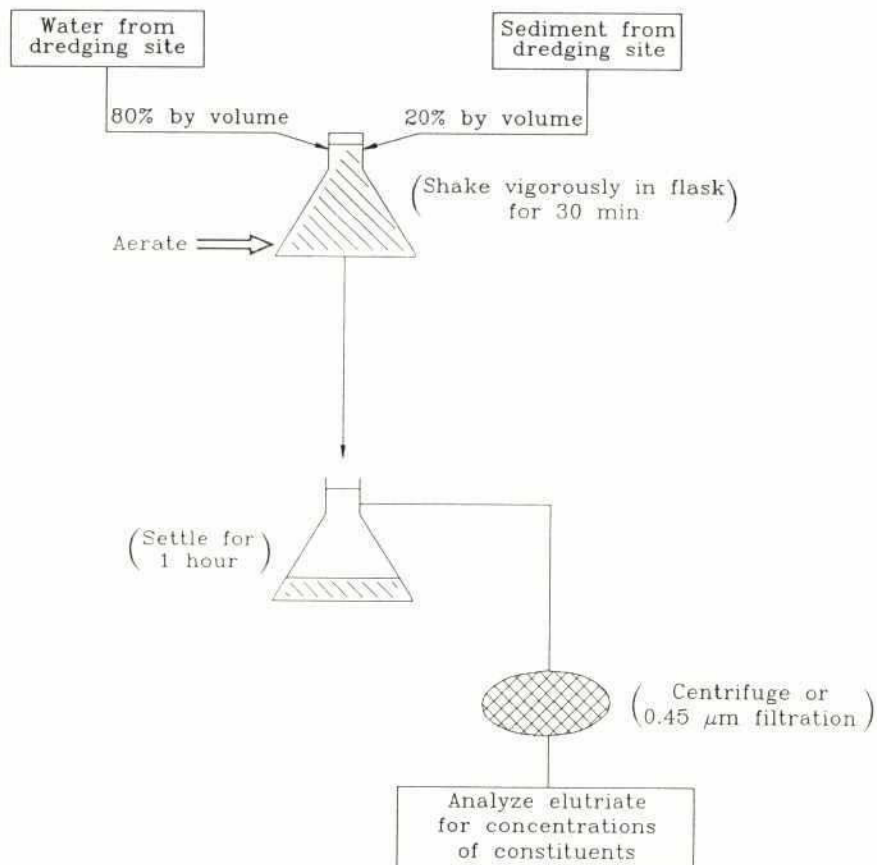 Water from
dredging site
Sediment from
dredging site
80% by volume
20% by volume
(Shake vigorously in flask
for 30 min)
Aerate
(Settle for
1 hour)
(Centrifuge or
0.45 μm filtration)
Analyze elutriate
for concentrations
of constituents